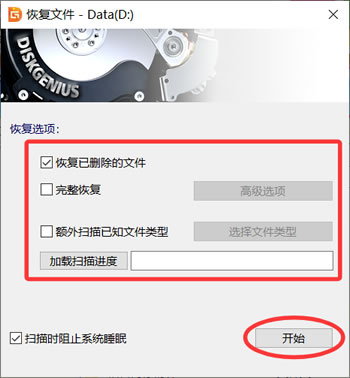 恢复文件 - Data(D:)
DISKGENIUS
恢复选项:
恢复已删除的文件
完整恢复 高级选项
额外扫描已知文件类型 选择文件类型
加载扫描进度
扫描时阻止系统睡眠 开始